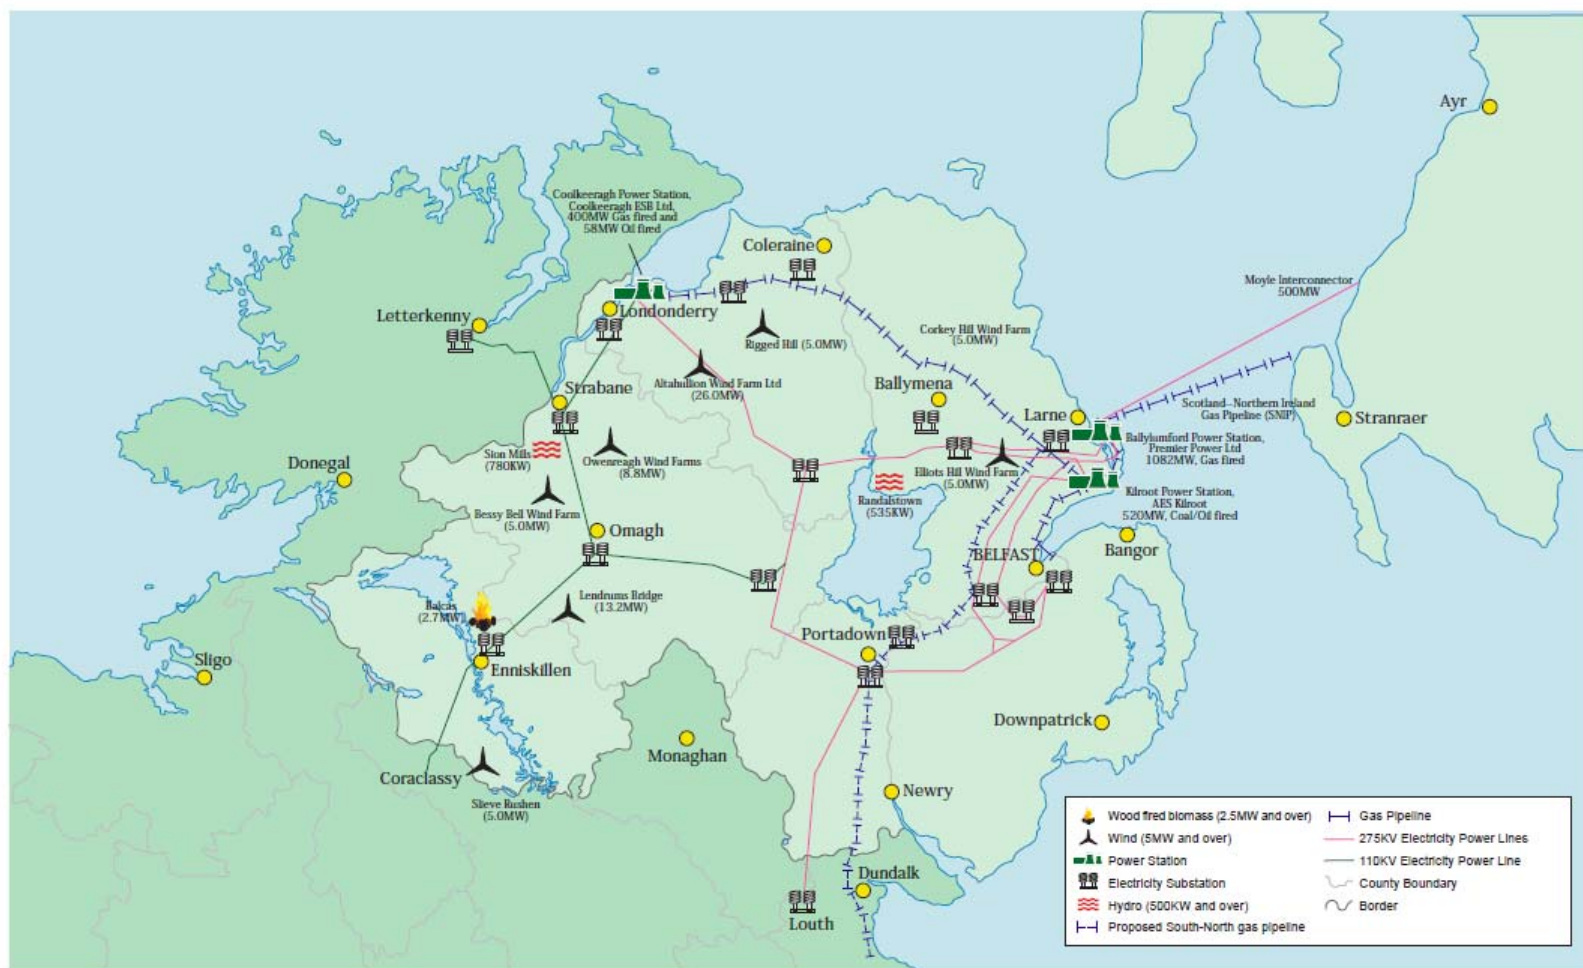 Ayr
Coolkeeragh Power Station,
Coolkeeragh ESB Ltd,
400MW Gas fired and
58MW Oil fired
Coleraine
Moyle Interconnector
500MW
Letterkenny
Londonderry
Rigged Hill (5.0MW)
Corkey Hill Wind Farm
(5.0MW)
Strabane
Altahullion Wind Farm Ltd
(26.0MW)
Ballymena
Larne
Scotland–Northern Ireland
Gas Pipeline (SNIP)
Stranraer
Ballylumford Power Station,
Premier Power Ltd
1082MW, Gas fired
Donegal
Sion Mills
(780KW)
Owenreagh Wind Farms
(8.8MW)
Elliots Hill Wind Farm
(5.0MW)
Randalstown
(535KW)
Kilroot Power Station,
AES Kilroot
520MW, Coal/Oil fired
Bessy Bell Wind Farm
(5.0MW)
Omagh
BELFAST
Bangor
Balcas
(2.7MW)
Lendrums Bridge
(13.2MW)
Portadown
Sligo
Enniskillen
Downpatrick
Monaghan
Coraclassy
Slieve Rushen
(5.0MW)
Newry
Dundalk
Louth
Wood fired biomass (2.5MW and over)
Wind (5MW and over)
Power Station
Electricity Substation
Hydro (500KW and over)
Proposed South-North gas pipeline
Gas Pipeline
275KV Electricity Power Lines
110KV Electricity Power Line
County Boundary
Border